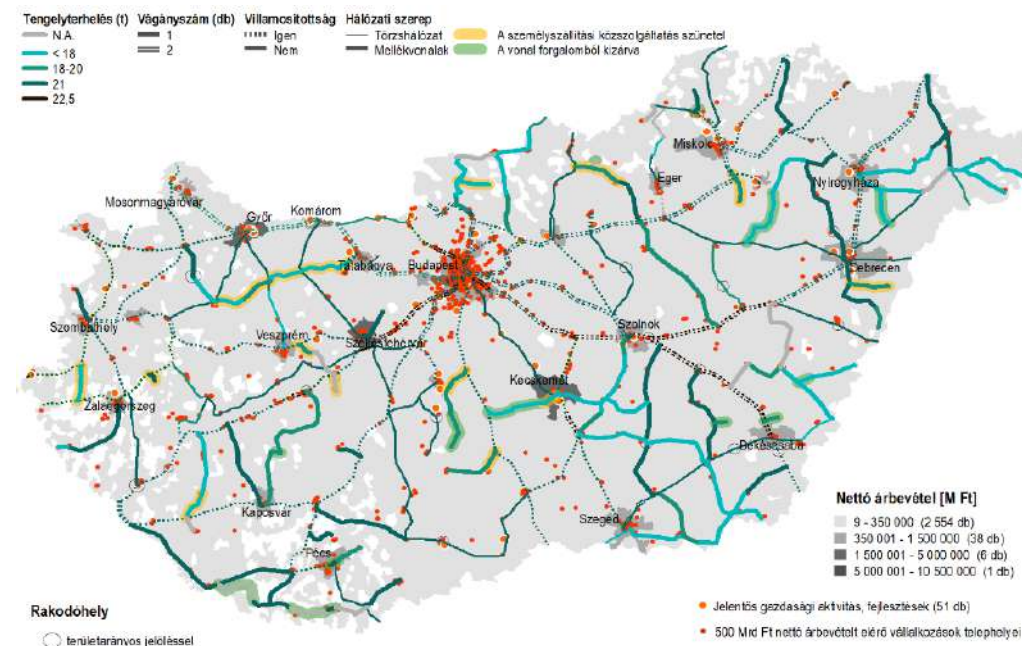 Tengelyterhelés (t)
N.A.
< 18
18-20
21
22,5
Vágányszám (db)
1
2
Villamosítottság
Igen
Nem
Hálózati szerep
Törzshálózat
Mellékvonalak
A személyszállítási közszolgáltatás szünetel
A vonal forgalomból kizárva
Miskolc
Nyíregyháza
Eger
Mosonmagyaróvár
Győr
Komárom
Tatabánya
Budapest
Debrecen
Szombathely
Veszprém
Székesfehérvár
Szolnok
Kecskemét
Zalaegerszeg
Békéscsaba
Kaposvár
Szeged
Pécs
Nettó árbevétel [M Ft]
9 - 350 000 (2 554 db)
350 001 - 1 500 000 (38 db)
1 500 001 - 5 000 000 (6 db)
5 000 001 - 10 500 000 (1 db)
Rakodóhely
területarányos jelöléssel
Jelentős gazdasági aktivitás, fejlesztések (51 db)
500 Mrd Ft nettó árbevételt elérő vállalkozások telephelyei